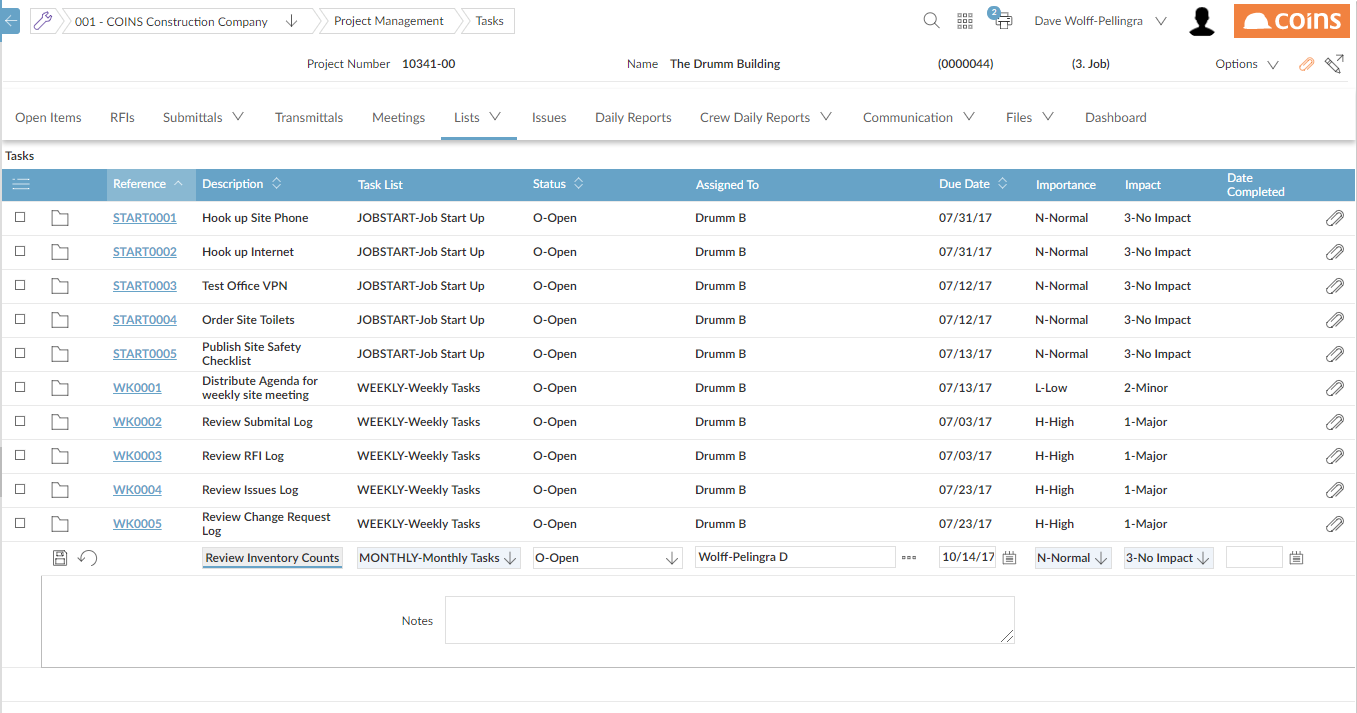 001 - COINS Construction Company Project Management Tasks 2 Dave Wolff-Pellingra coins
Project Number 10341-00 Name The Drumm Building (0000044) (3. Job) Options
Open Items RFIs Submittals Transmittals Meetings Lists Issues Daily Reports Crew Daily Reports Communication Files Dashboard
Tasks
Reference Description Task List Status Assigned To Due Date Importance Impact Date
Completed
START0001 Hook up Site Phone JOBSTART-Job Start Up O-Open Drumm B 07/31/17 N-Normal 3-No Impact
START0002 Hook up Internet JOBSTART-Job Start Up O-Open Drumm B 07/31/17 N-Normal 3-No Impact
START0003 Test Office VPN JOBSTART-Job Start Up O-Open Drumm B 07/12/17 N-Normal 3-No Impact
START0004 Order Site Toilets JOBSTART-Job Start Up O-Open Drumm B 07/12/17 N-Normal 3-No Impact
START0005 Publish Site Safety
Checklist JOBSTART-Job Start Up O-Open Drumm B 07/13/17 N-Normal 3-No Impact
WK0001 Distribute Agenda for
weekly site meeting WEEKLY-Weekly Tasks O-Open Drumm B 07/13/17 L-Low 2-Minor
WK0002 Review Submital Log WEEKLY-Weekly Tasks O-Open Drumm B 07/03/17 H-High 1-Major
WK0003 Review RFI Log WEEKLY-Weekly Tasks O-Open Drumm B 07/03/17 H-High 1-Major
WK0004 Review Issues Log WEEKLY-Weekly Tasks O-Open Drumm B 07/23/17 H-High 1-Major
WK0005 Review Change Request
Log WEEKLY-Weekly Tasks O-Open Drumm B 07/23/17 H-High 1-Major
Review Inventory Counts MONTHLY-Monthly Tasks O-Open Wolff-Pelingra D 10/14/17 N-Normal 3-No Impact
Notes